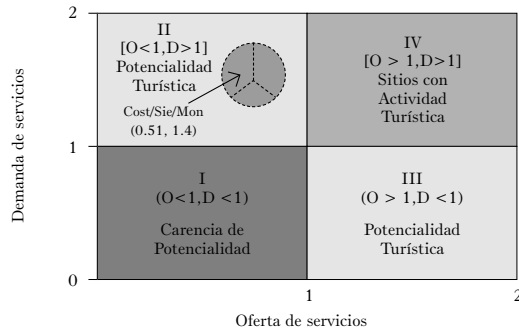 2
II
[O<1,D>1]
Potencialidad
Turística
Cost/Sie/Mon
(0.51, 1.4)
IV
[O > 1,D>1]
Sitios con
Actividad
Turística
Demanda de servicios
1
I
(O<1,D <1)
Carencia de
Potencialidad
III
(O > 1,D <1)
Potencialidad
Turística
0
1
2
Oferta de servicios